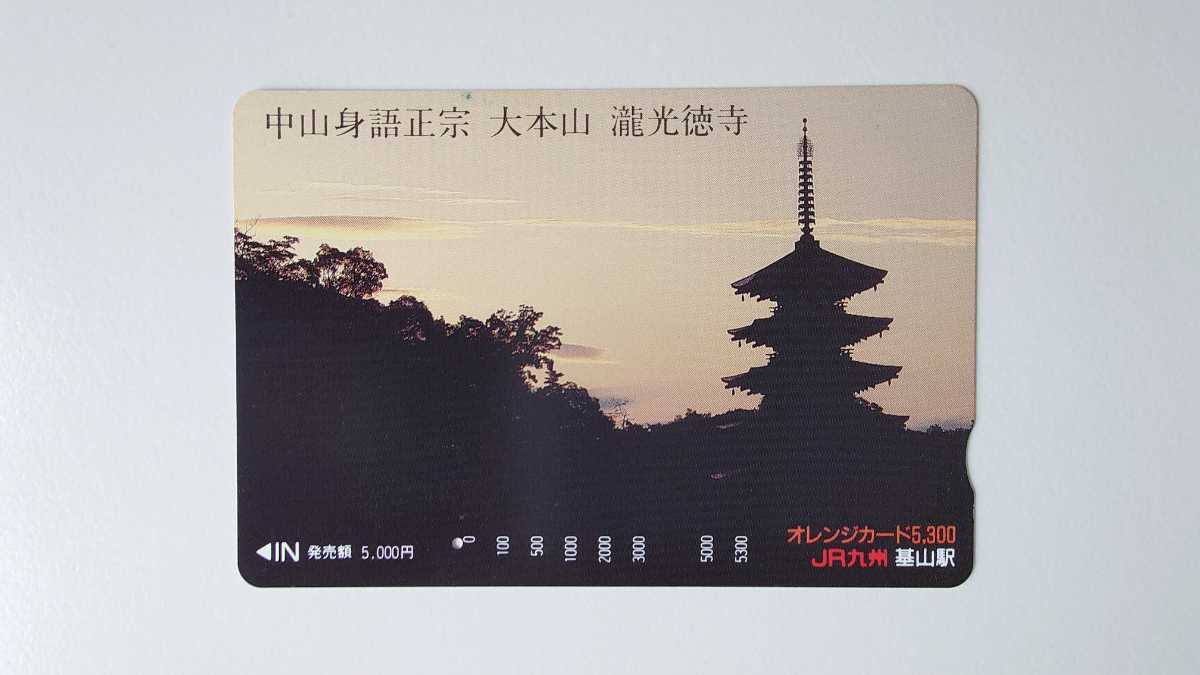 中山身語正宗 大本山 瀧光徳寺
オレンジカード5,300
◁IN 発売額 5,000円 0 100 500 1000 2000 3000 5000 5300 JR九州 基山駅